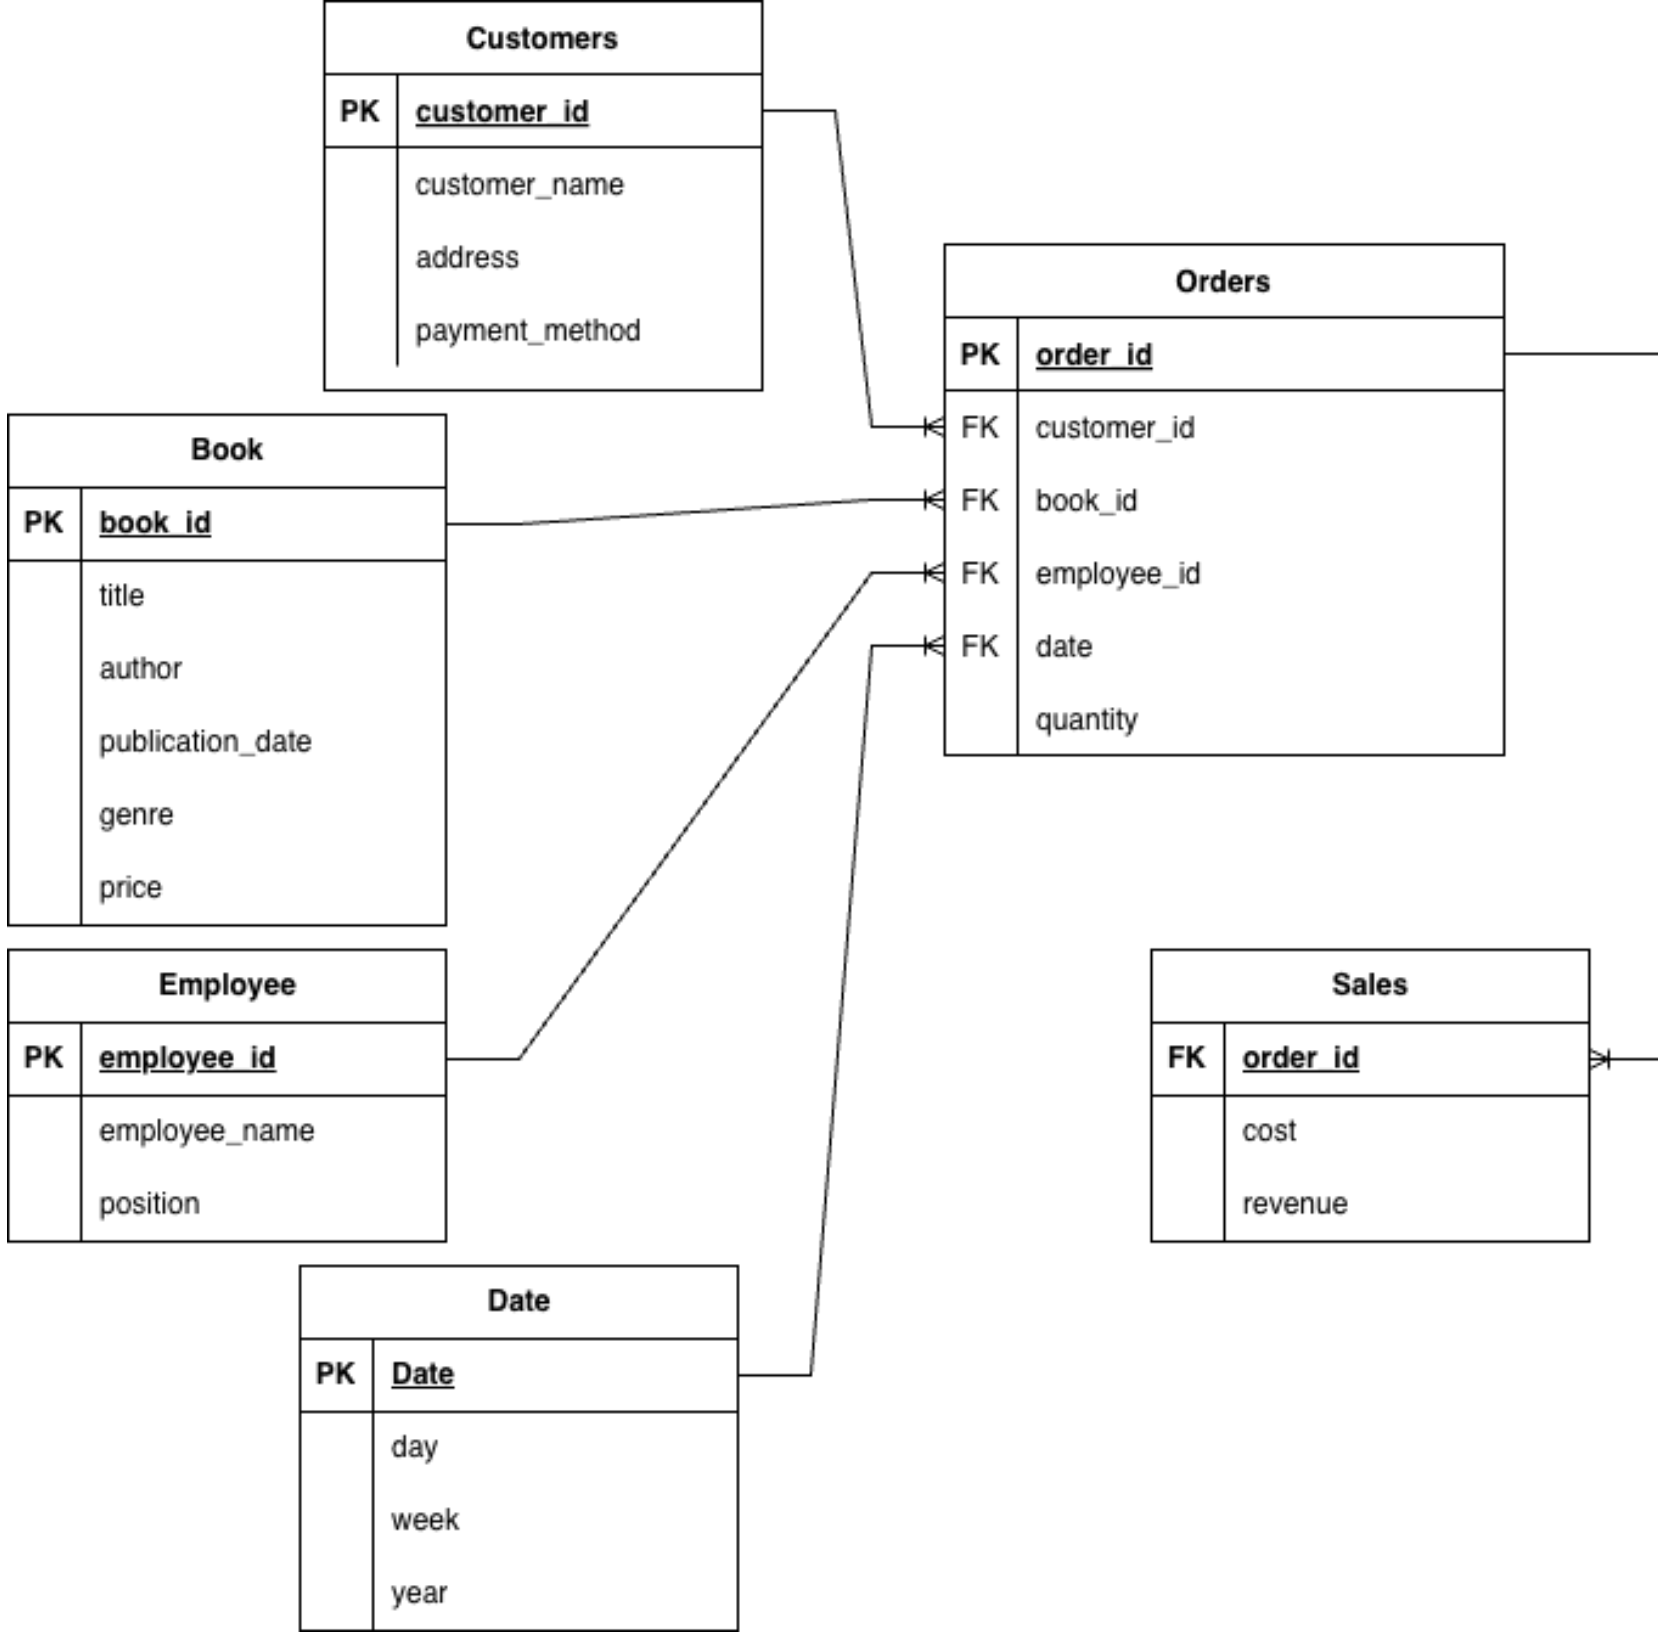 Customers
PK customer_id
customer_name
address
payment_method
Book
PK book_id
title
author
publication_date
genre
price
Employee
PK employee_id
employee_name
position
Date
PK Date
day
week
year
Orders
PK order_id
FK customer_id
FK book_id
FK employee_id
FK date
quantity
Sales
FK order_id
cost
revenue